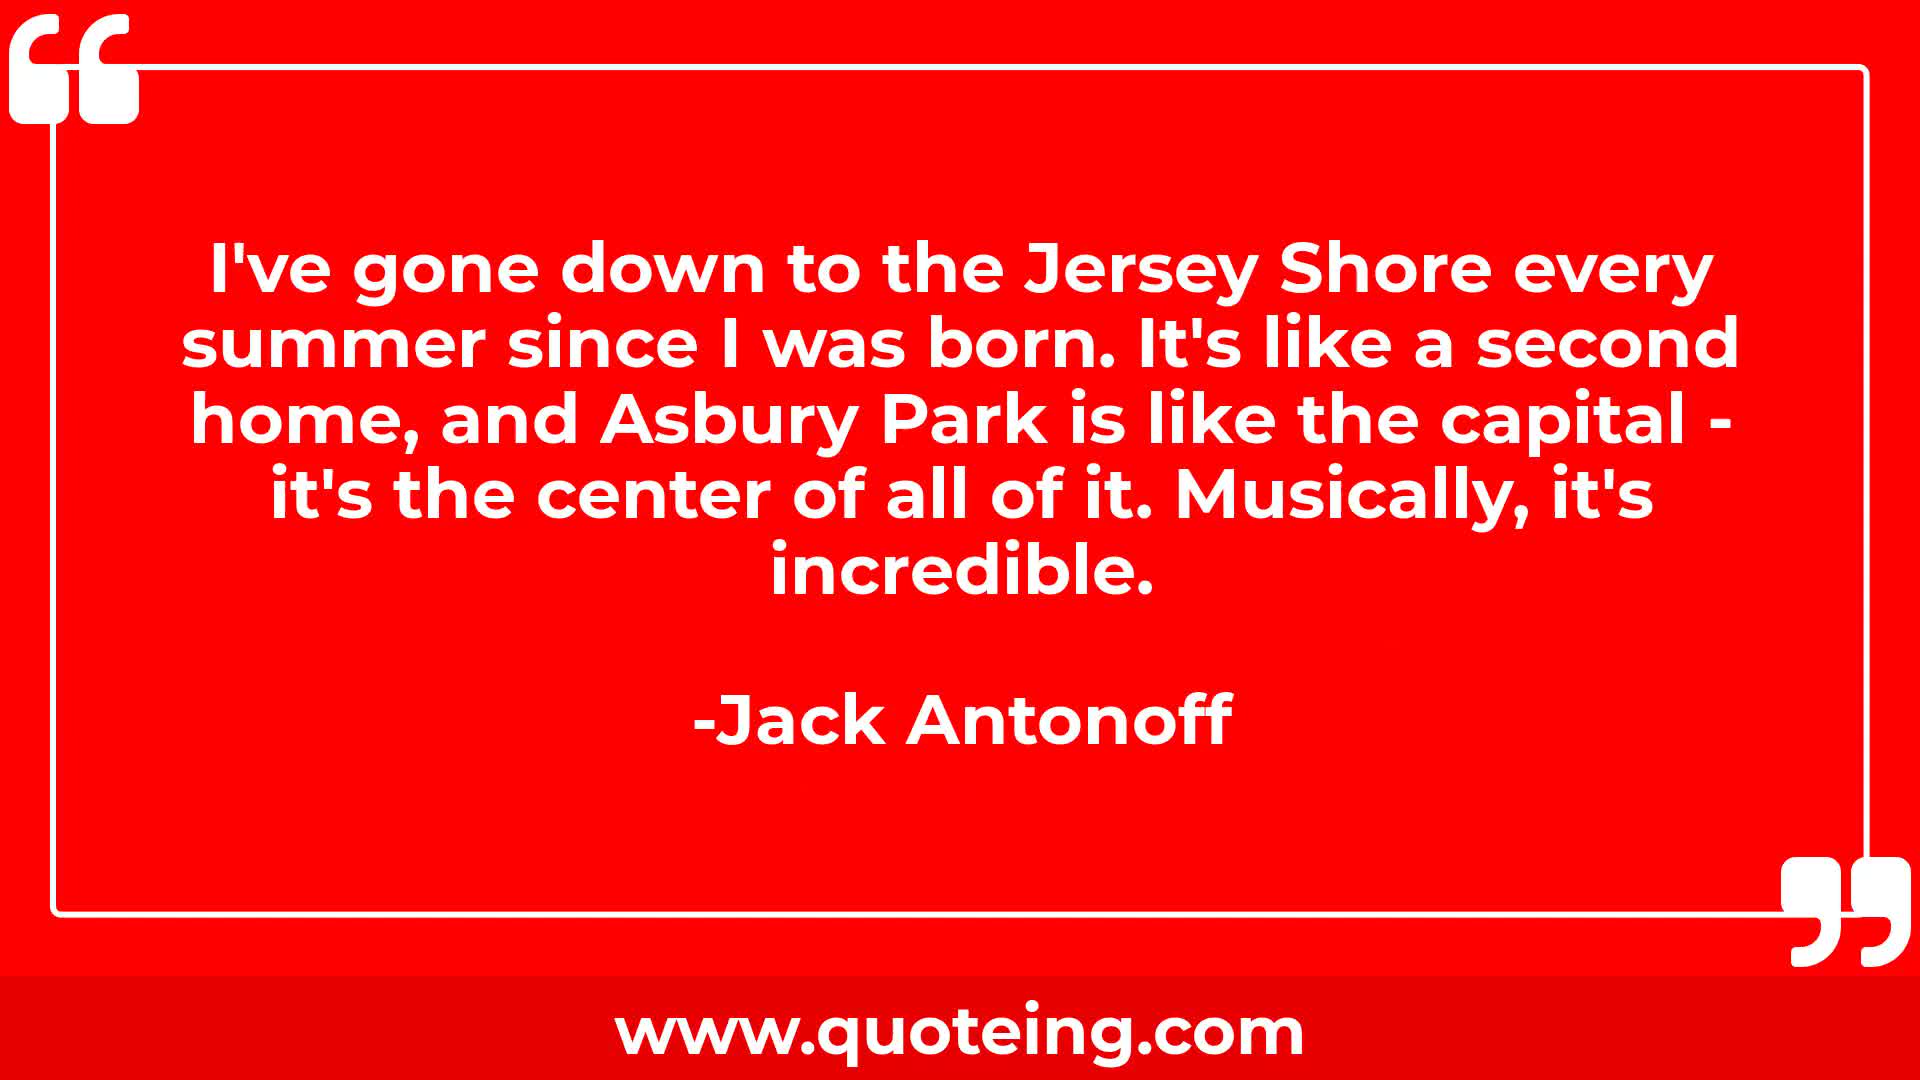 I've gone down to the Jersey Shore every
summer since I was born. It's like a second
home, and Asbury Park is like the capital -
it's the center of all of it. Musically, it's
incredible.
-Jack Antonoff
www.quoteing.com